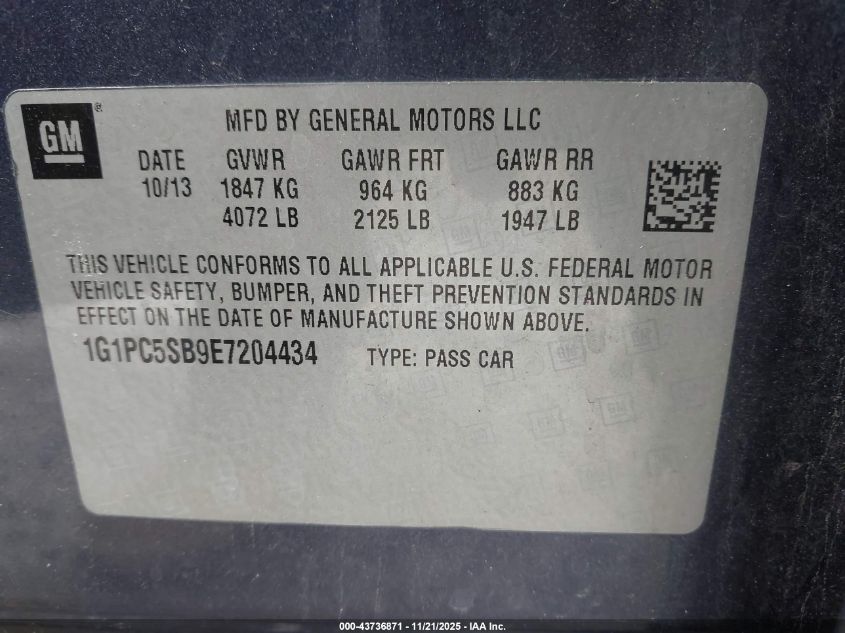 GM®
MFD BY GENERAL MOTORS LLC
DATE GVWR GAWR FRT GAWR RR
10/13 1847 KG 964 KG 883 KG
4072 LB 2125 LB 1947 LB
THIS VEHICLE CONFORMS TO ALL APPLICABLE U.S. FEDERAL MOTOR
VEHICLE SAFETY, BUMPER, AND THEFT PREVENTION STANDARDS IN
EFFECT ON THE DATE OF MANUFACTURE SHOWN ABOVE.
1G1PC5SB9E7204434 TYPE: PASS CAR
000-43736871 - 11/21/2025 - IAA Inc.